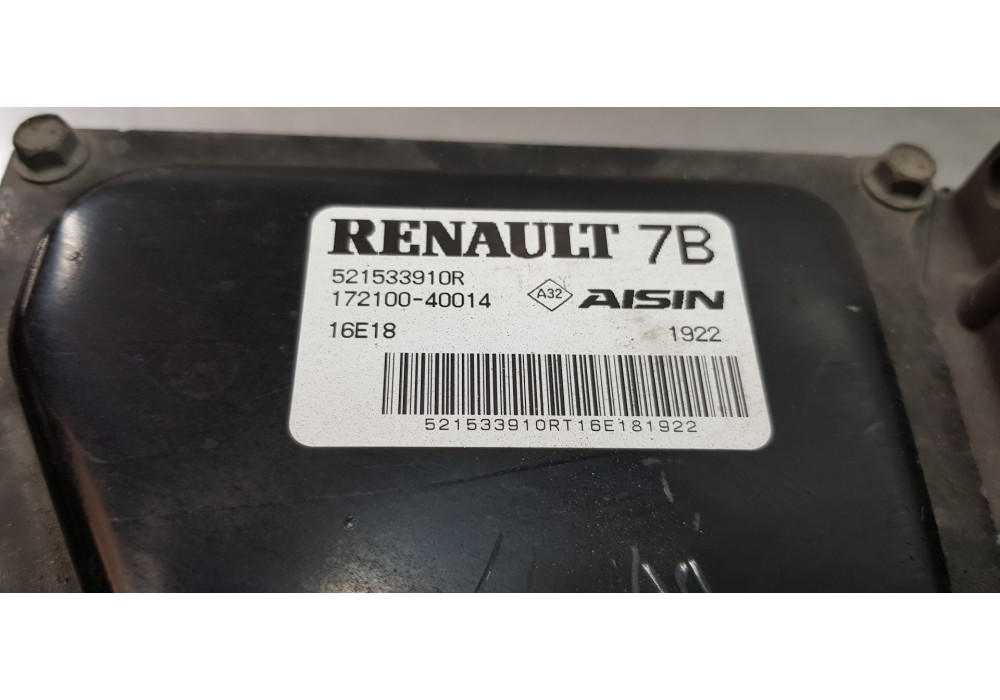 RENAULT 7B
521533910R
172100-40014 A32 AISIN
16E18 1922
521533910RT16E181922